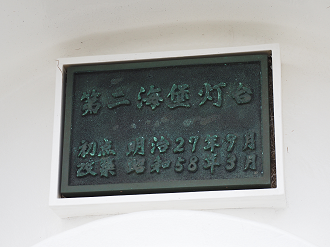 第二海堡灯台
初点 明治27年9月
改築 昭和58年3月